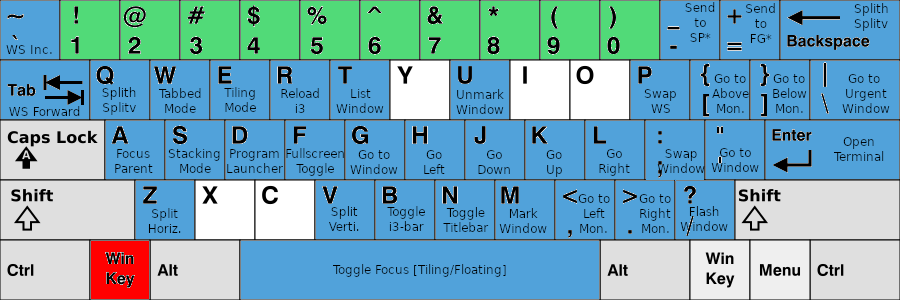 ~ ! @ # $ % ^ & * ( ) _ Send to SP* + Send to FG* Splith Splitv
` WS Inc. 1 2 3 4 5 6 7 8 9 0 - = Backspace
Tab WS Forward
Q Splith Splitv
W Tabbed Mode
E Tiling Mode
R Reload i3
T List Window
Y
U Unmark Window
I
O
P Swap WS
{ [ Go to Above Mon.
} ] Go to Below Mon.
| \ Go to Urgent Window
Caps Lock A
A Focus Parent
S Stacking Mode
D Program Launcher
F Fullscreen Toggle
G Go to Window
H Go Left
J Go Down
K Go Up
L Go Right
: ; Swap Window
" ' Go to Window
Enter Open Terminal
Shift
Z Split Horiz.
X
C
V Split Verti.
B Toggle i3-bar
N Toggle Titlebar
M Mark Window
< , Go to Left Mon.
> . Go to Right Mon.
? / Flash Window
Shift
Ctrl
Win Key
Alt
Toggle Focus [Tiling/Floating]
Alt
Win Key
Menu
Ctrl